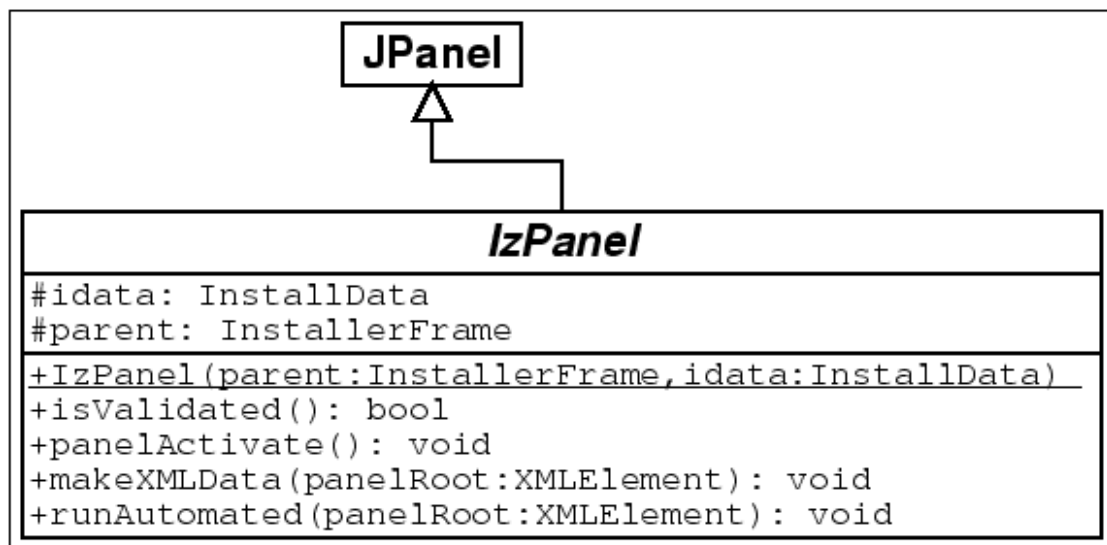 JPanel
IzPanel
#idata: InstallData
#parent: InstallerFrame
+IzPanel(parent:InstallerFrame,idata:InstallData)
+isValidated(): bool
+panelActivate(): void
+makeXMLData(panelRoot:XMLElement): void
+runAutomated(panelRoot:XMLElement): void